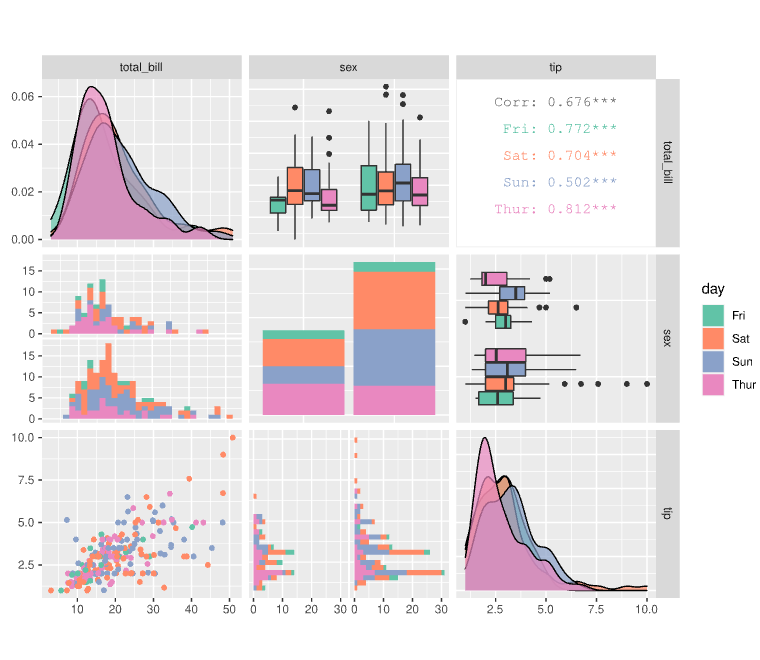 total_bill
sex
tip
0.06
0.04
0.02
0.00
Corr: 0.676***
Fri: 0.772***
Sat: 0.704***
Sun: 0.502***
Thur: 0.812***
total_bill
15
10
5
0
15
10
5
0
sex
day
Fri
Sat
Sun
Thur
10.0
7.5
5.0
2.5
tip
10 20 30 40 50
0 10 20 30 0 10 20 30
2.5 5.0 7.5 10.0